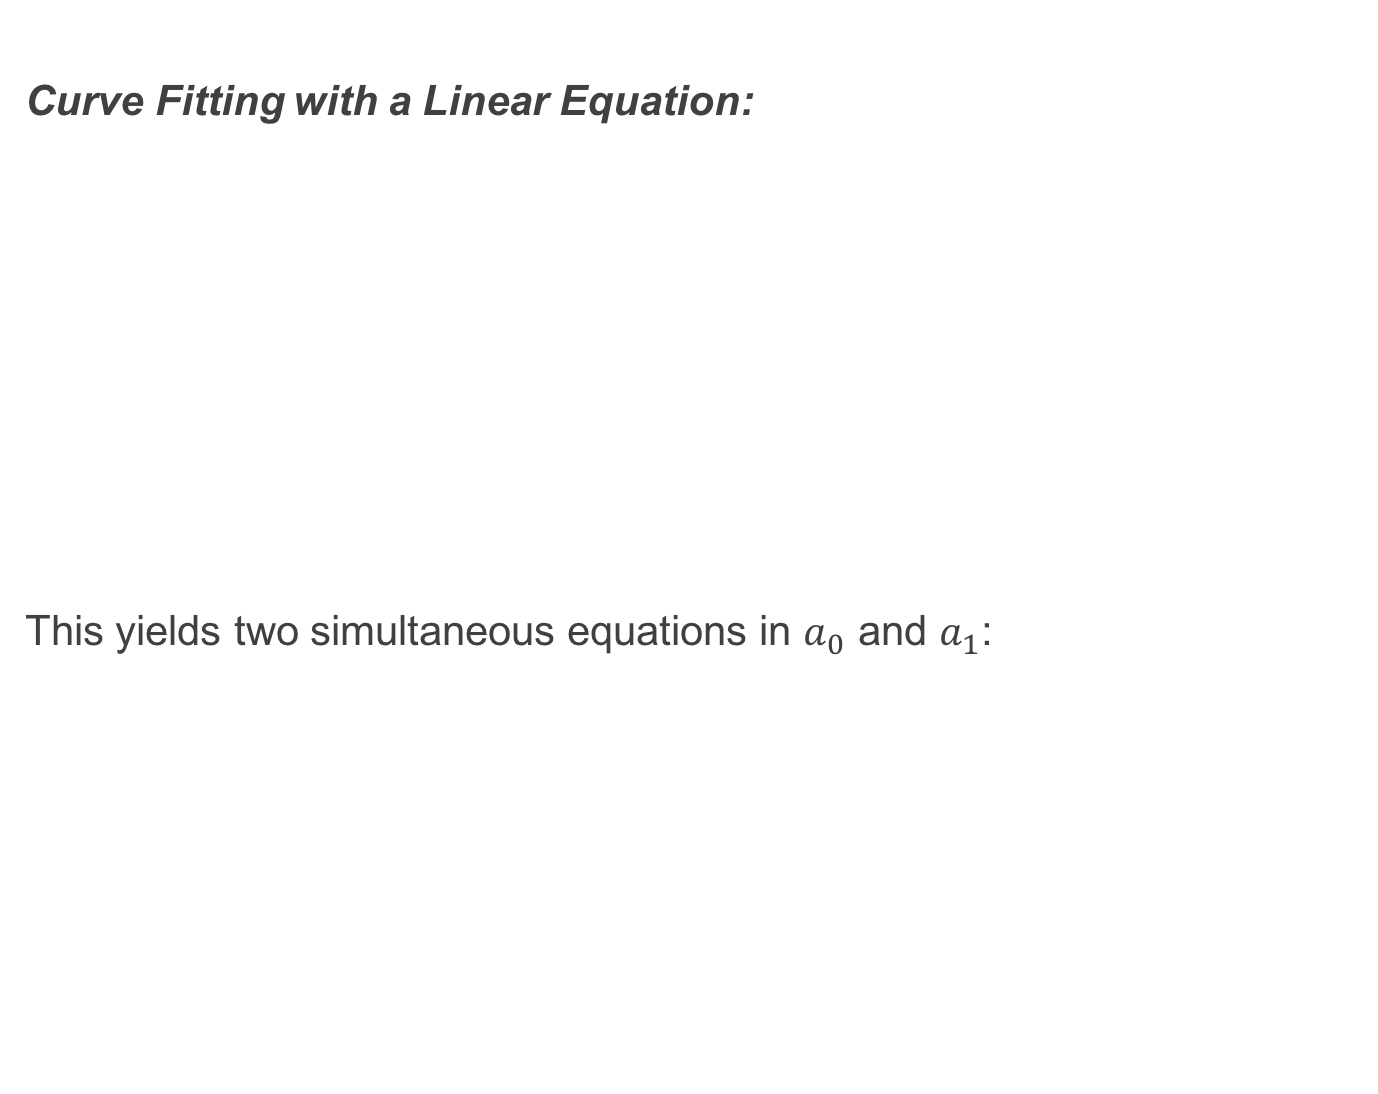 Curve Fitting with a Linear Equation:
This yields two simultaneous equations in 𝑎₀ and 𝑎₁: